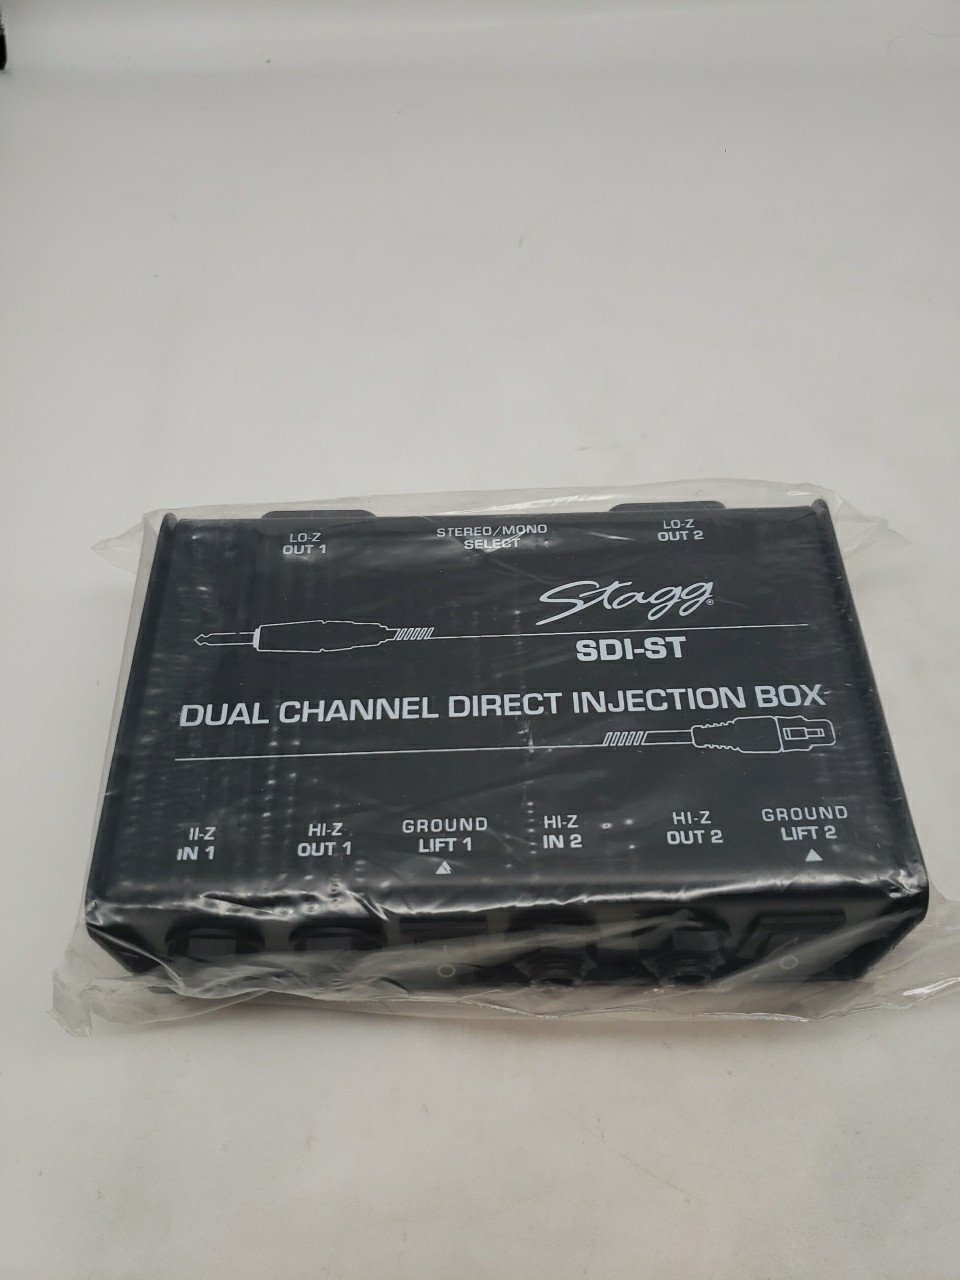 LO-Z
OUT 1
STEREO/MONO
SELECT
LO-Z
OUT 2
Stagg®
SDI-ST
DUAL CHANNEL DIRECT INJECTION BOX
HI-Z
IN 1
HI-Z
OUT 1
GROUND
LIFT 1
HI-Z
IN 2
HI-Z
OUT 2
GROUND
LIFT 2